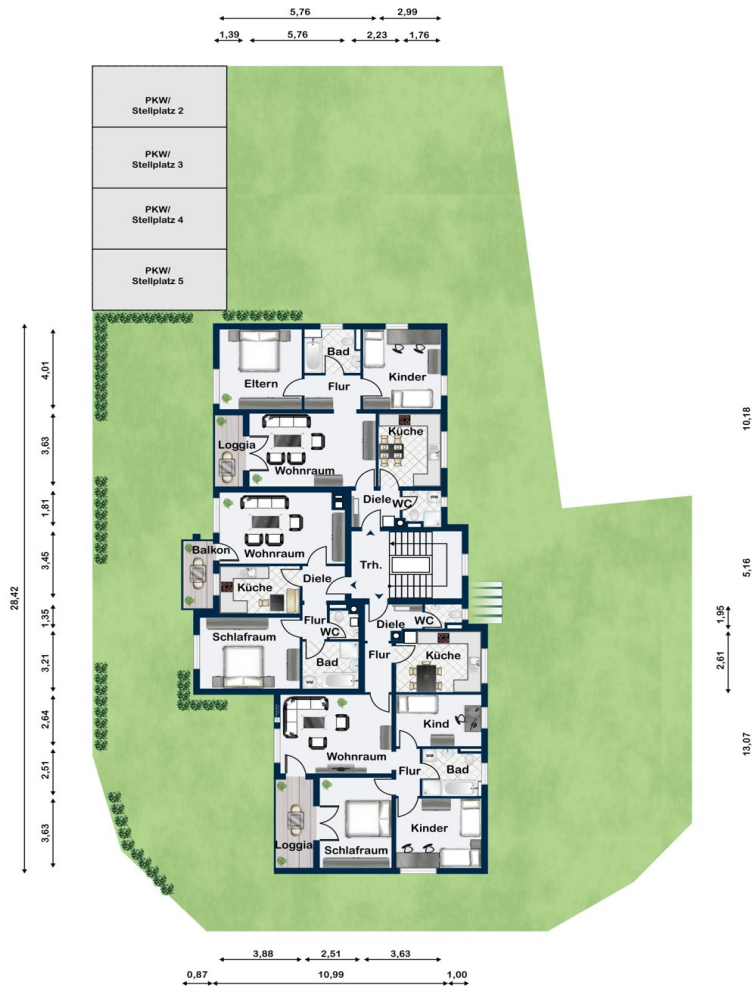 5,76
2,99
1,39
5,76
2,23
1,76
PKW/
Stellplatz 2
PKW/
Stellplatz 3
PKW/
Stellplatz 4
PKW/
Stellplatz 5
28,42
4,01
3,63
1,81
3,45
1,35
3,21
2,64
2,51
3,63
Eltern
Bad
Flur
Kinder
Loggia
Wohnraum
Küche
Diele
WC
Wohnraum
Balkon
Küche
Diele
Trh.
Flur
WC
Schlafraum
Bad
Diele
WC
Flur
Küche
Wohnraum
Kind
Flur
Bad
Loggia
Schlafraum
Kinder
10,18
5,16
1,95
2,61
13,07
3,88
2,51
3,63
0,87
10,99
1,00